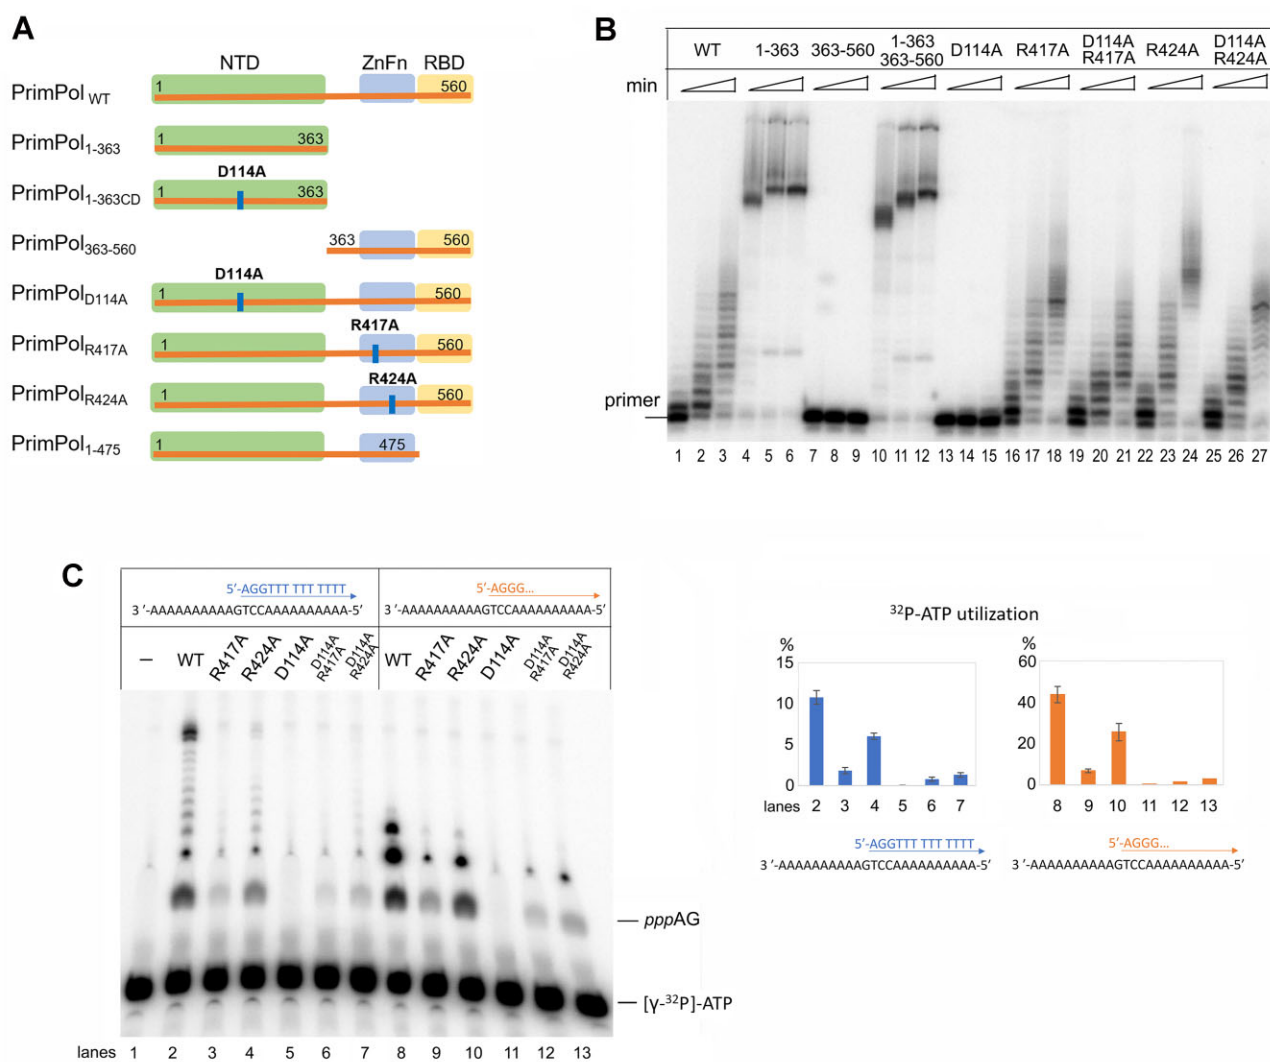 A
NTD ZnFn RBD
PrimPol WT 1 560
PrimPol1-363 1 363
D114A
PrimPol1-363CD 1 363
PrimPol363-560 363 560
D114A
PrimPolD114A 1 560
R417A
PrimPolR417A 1 560
R424A
PrimPolR424A 1 560
PrimPol1-475 1 475
B
WT 1-363 363-560 1-363 363-560 D114A R417A D114A R417A R424A D114A R424A
min
primer
1 2 3 4 5 6 7 8 9 10 11 12 13 14 15 16 17 18 19 20 21 22 23 24 25 26 27
C
5′-AGGTTT TTT TTTT
3 ′-AAAAAAAAAAGTCCAAAAAAAAAA-5′
5′-AGGG...
3 ′-AAAAAAAAAAGTCCAAAAAAAAAA-5′
– WT R417A R424A D114A D114A R417A D114A R424A WT R417A R424A D114A D114A R417A D114A R424A
pppAG
[γ-³²P]-ATP
lanes 1 2 3 4 5 6 7 8 9 10 11 12 13
³²P-ATP utilization
%
15
10
5
0
lanes 2 3 4 5 6 7
5′-AGGTTT TTT TTTT
3 ′-AAAAAAAAAAGTCCAAAAAAAAAA-5′
%
60
40
20
0
8 9 10 11 12 13
5′-AGGG...
3 ′-AAAAAAAAAAGTCCAAAAAAAAAA-5′